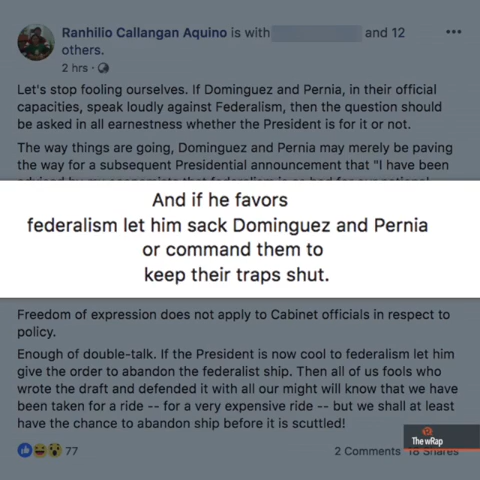 Ranhilio Callangan Aquino is with and 12
others.
2 hrs ·
Let's stop fooling ourselves. If Dominguez and Pernia, in their official
capacities, speak loudly against Federalism, then the question should
be asked in all earnestness whether the President is for it or not.
The way things are going, Dominguez and Pernia may merely be paving
the way for a subsequent Presidential announcement that "I have been
And if he favors
federalism let him sack Dominguez and Pernia
or command them to
keep their traps shut.
Freedom of expression does not apply to Cabinet officials in respect to
policy.
Enough of double-talk. If the President is now cool to federalism let him
give the order to abandon the federalist ship. Then all of us fools who
wrote the draft and defended it with all our might will know that we have
been taken for a ride -- for a very expensive ride -- but we shall at least
have the chance to abandon ship before it is scuttled!
77
2 Comments 18 Shares
The wRap